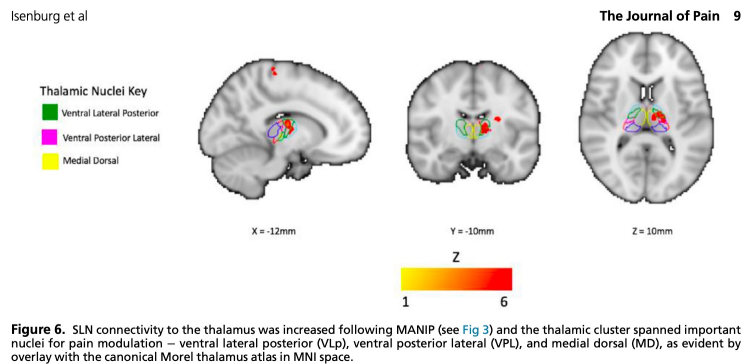 Isenburg et al
The Journal of Pain 9
Thalamic Nuclei Key
Ventral Lateral Posterior
Ventral Posterior Lateral
Medial Dorsal
X = -12mm
Y = -10mm
Z = 10mm
Z
1
6
Figure 6. SLN connectivity to the thalamus was increased following MANIP (see Fig 3) and the thalamic cluster spanned important
nuclei for pain modulation − ventral lateral posterior (VLp), ventral posterior lateral (VPL), and medial dorsal (MD), as evident by
overlay with the canonical Morel thalamus atlas in MNI space.